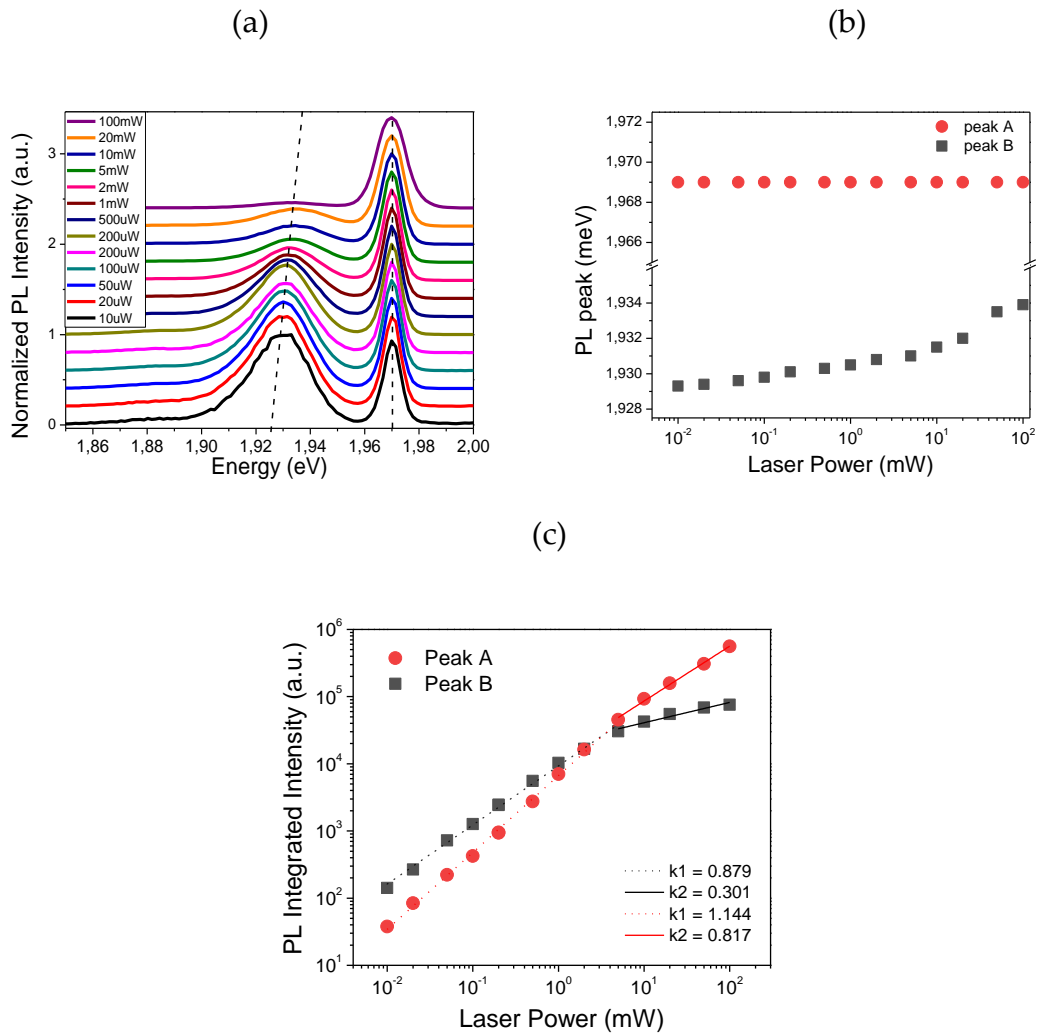 (a)
(b)
Normalized PL Intensity (a.u.)
3
2
1
0
100mW
20mW
10mW
5mW
2mW
1mW
500uW
200uW
200uW
100uW
50uW
20uW
10uW
1,86
1,88
1,90
1,92
1,94
1,96
1,98
2,00
Energy (eV)
PL peak (meV)
1,972
1,970
1,968
1,966
1,934
1,932
1,930
1,928
peak A
peak B
10-2
10-1
100
101
102
Laser Power (mW)
(c)
PL Integrated Intensity (a.u.)
106
105
104
103
102
101
Peak A
Peak B
k1 = 0.879
k2 = 0.301
k1 = 1.144
k2 = 0.817
10-2
10-1
100
101
102
Laser Power (mW)